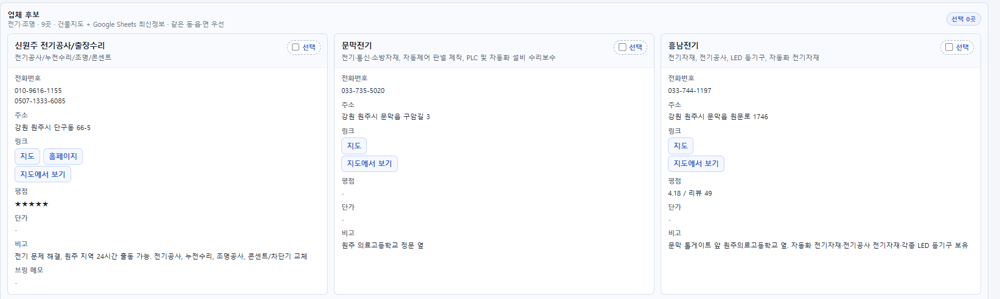 업체 후보
전기·조명 · 9곳 · 건물지도 + Google Sheets 최신정보 · 같은 동·읍·면 우선
선택 0곳
신원주 전기공사/출장수리
선택
전기공사/누전수리/조명/콘센트
전화번호
010-9616-1155
0507-1333-6085
주소
강원 원주시 단구동 66-5
링크
지도 홈페이지
지도에서 보기
평점
★★★★★
단가
-
비고
전기 문제 해결, 원주 지역 24시간 출동 가능. 전기공사, 누전수리, 조명공사, 콘센트/차단기 교체
브링 메모
-
문막전기
선택
전기·통신·소방자재, 자동제어 판넬 제작, PLC 및 자동화 설비 수리보수
전화번호
033-735-5020
주소
강원 원주시 문막읍 구암길 3
링크
지도
지도에서 보기
평점
-
단가
-
비고
원주 의료고등학교 정문 옆
흥남전기
선택
전기자재, 전기공사, LED 등기구, 자동화 전기자재
전화번호
033-744-1197
주소
강원 원주시 문막읍 원문로 1746
링크
지도
지도에서 보기
평점
4.18 / 리뷰 49
단가
-
비고
문막 톨게이트 앞 원주의료고등학교 옆. 자동화 전기자재·전기공사 전기자재·각종 LED 등기구 보유